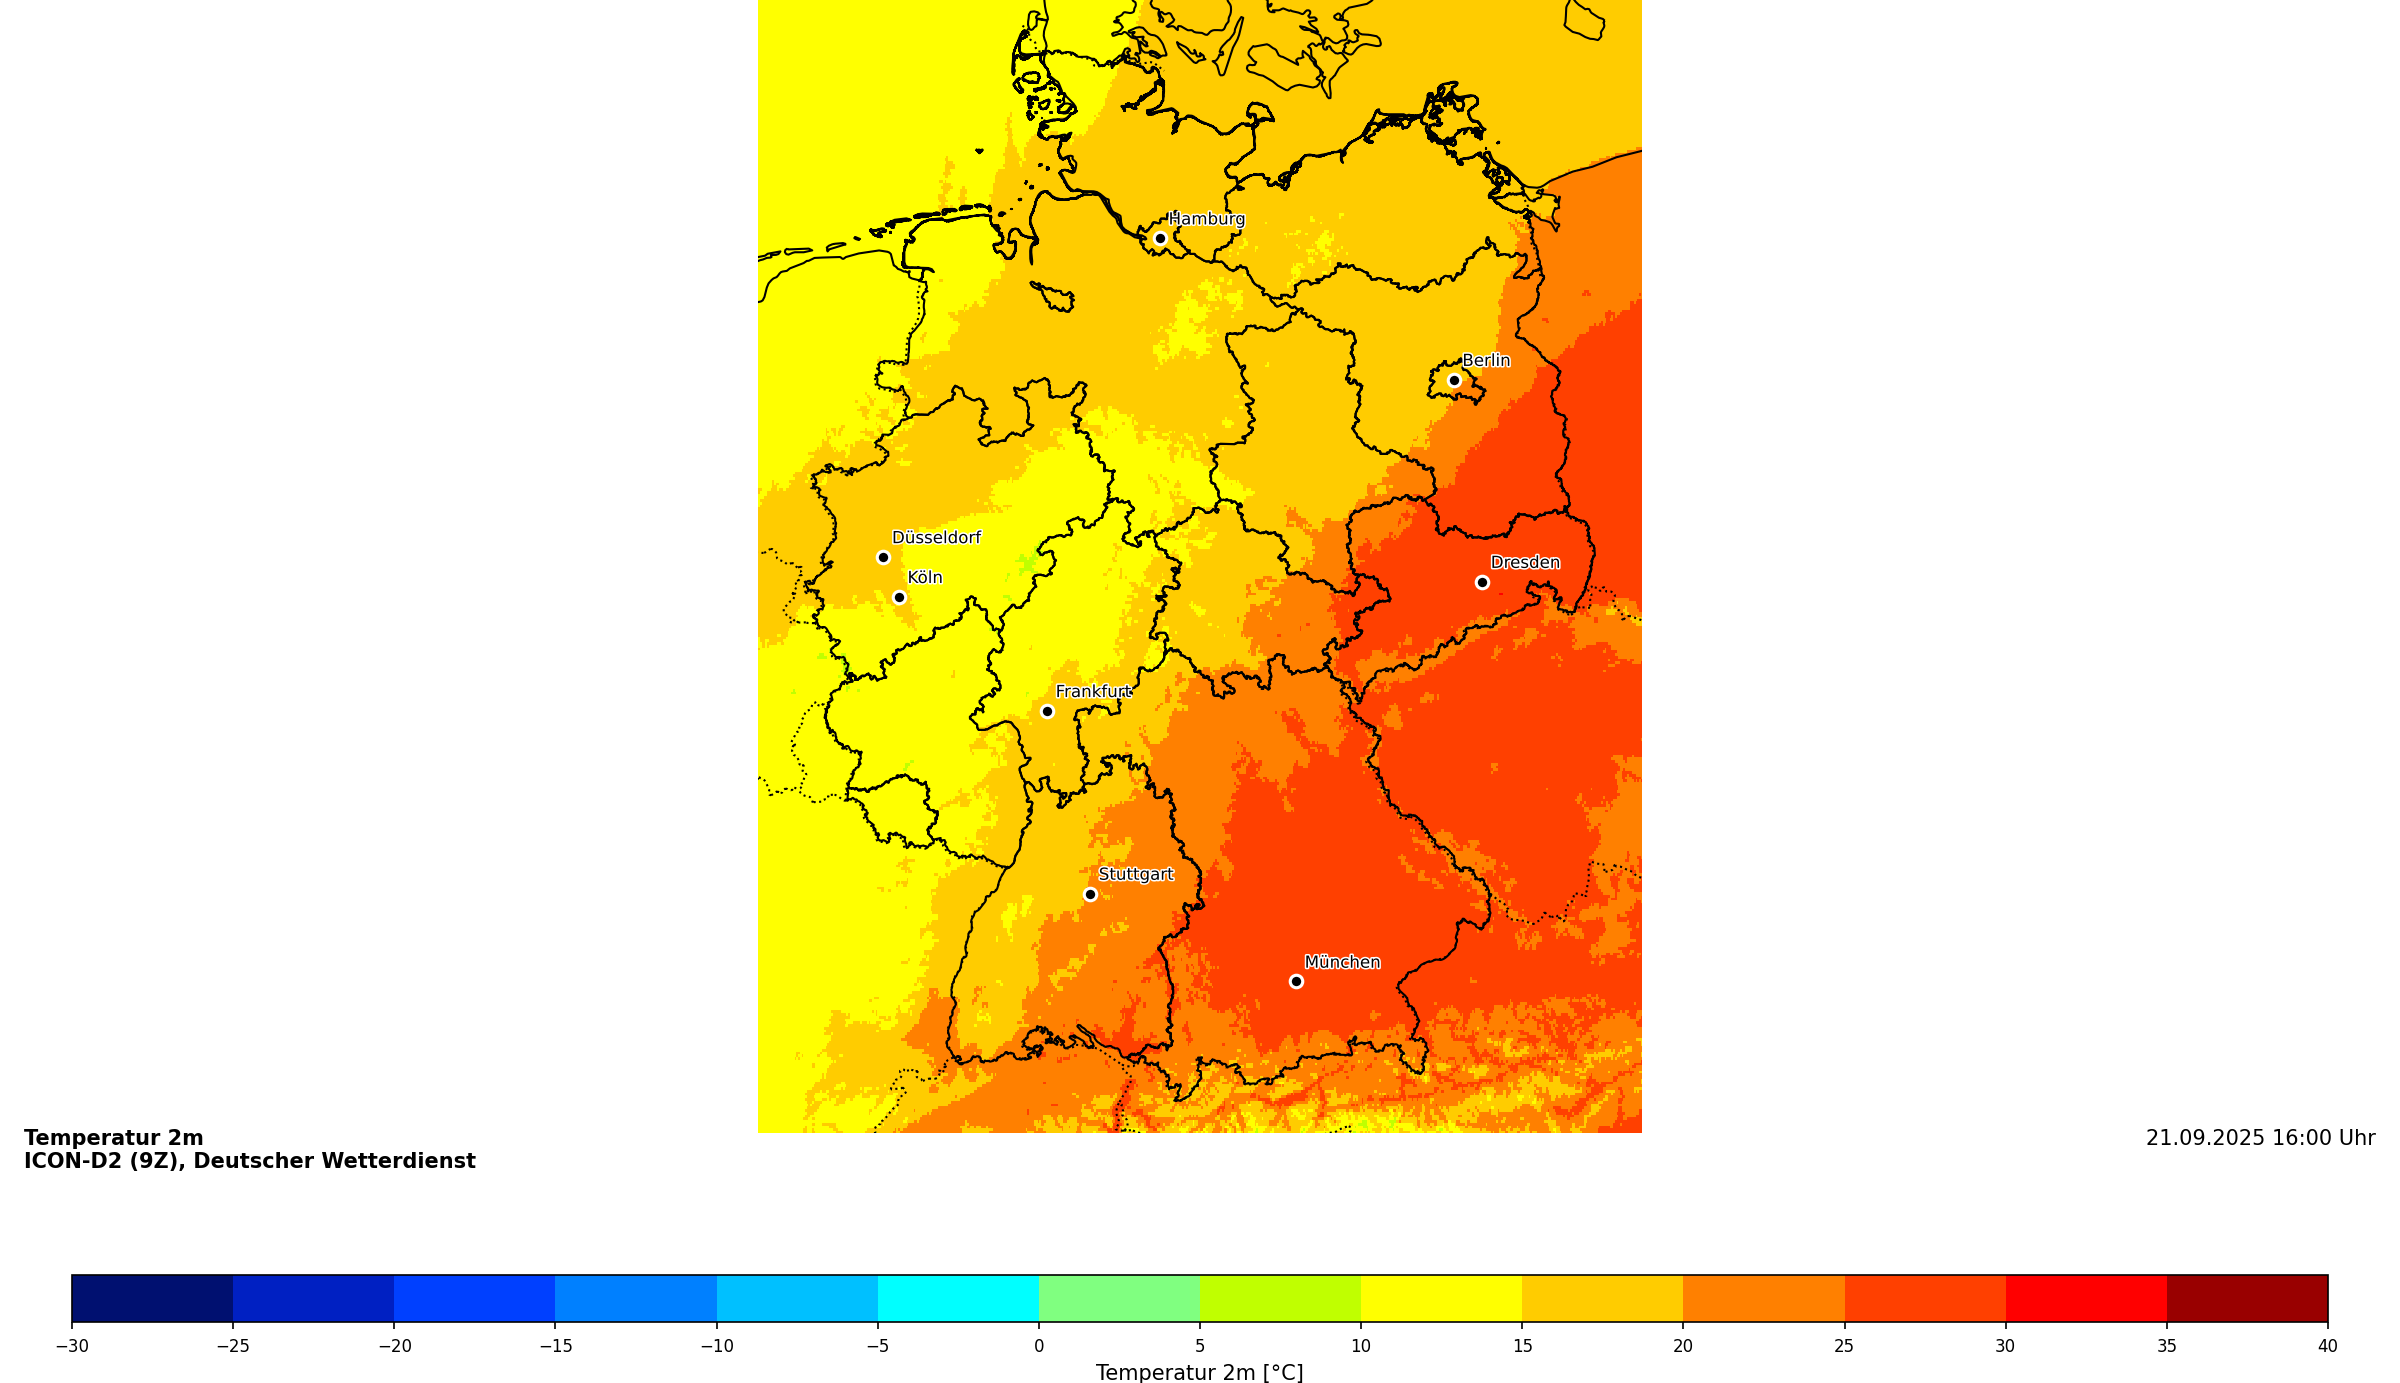 Hamburg
Berlin
Düsseldorf
Köln
Dresden
Frankfurt
Stuttgart
München
Temperatur 2m
ICON-D2 (9Z), Deutscher Wetterdienst
21.09.2025 16:00 Uhr
−30 −25 −20 −15 −10 −5 0 5 10 15 20 25 30 35 40
Temperatur 2m [°C]